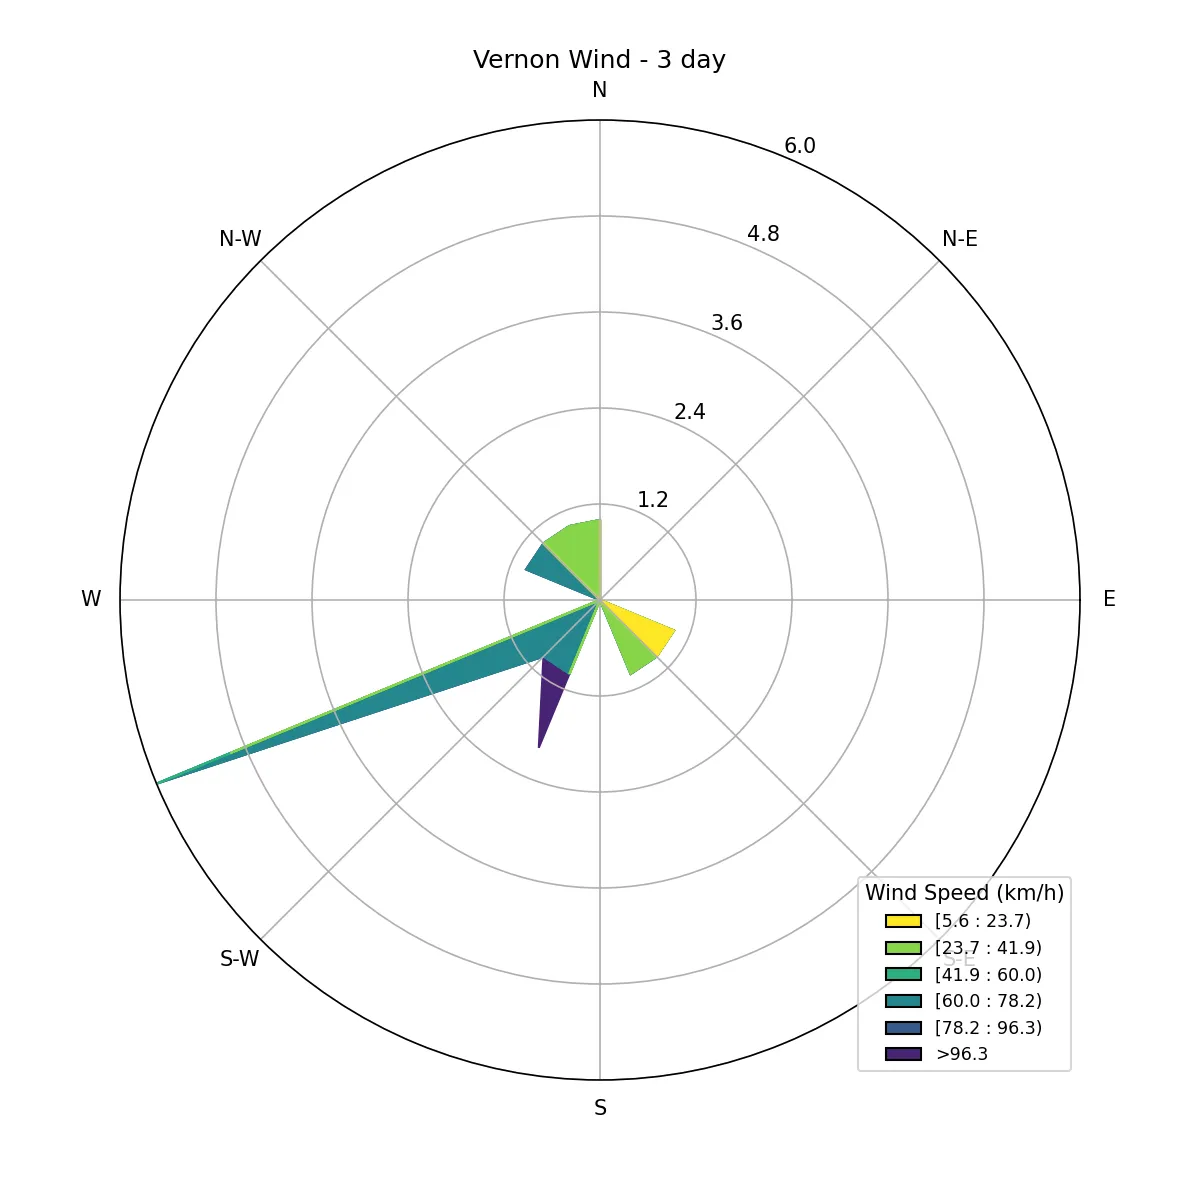 Vernon Wind - 3 day
N
6.0
N-W
4.8
N-E
3.6
2.4
1.2
W
E
S-W
S-E
S
Wind Speed (km/h)
[5.6 : 23.7)
[23.7 : 41.9)
[41.9 : 60.0)
[60.0 : 78.2)
[78.2 : 96.3)
>96.3